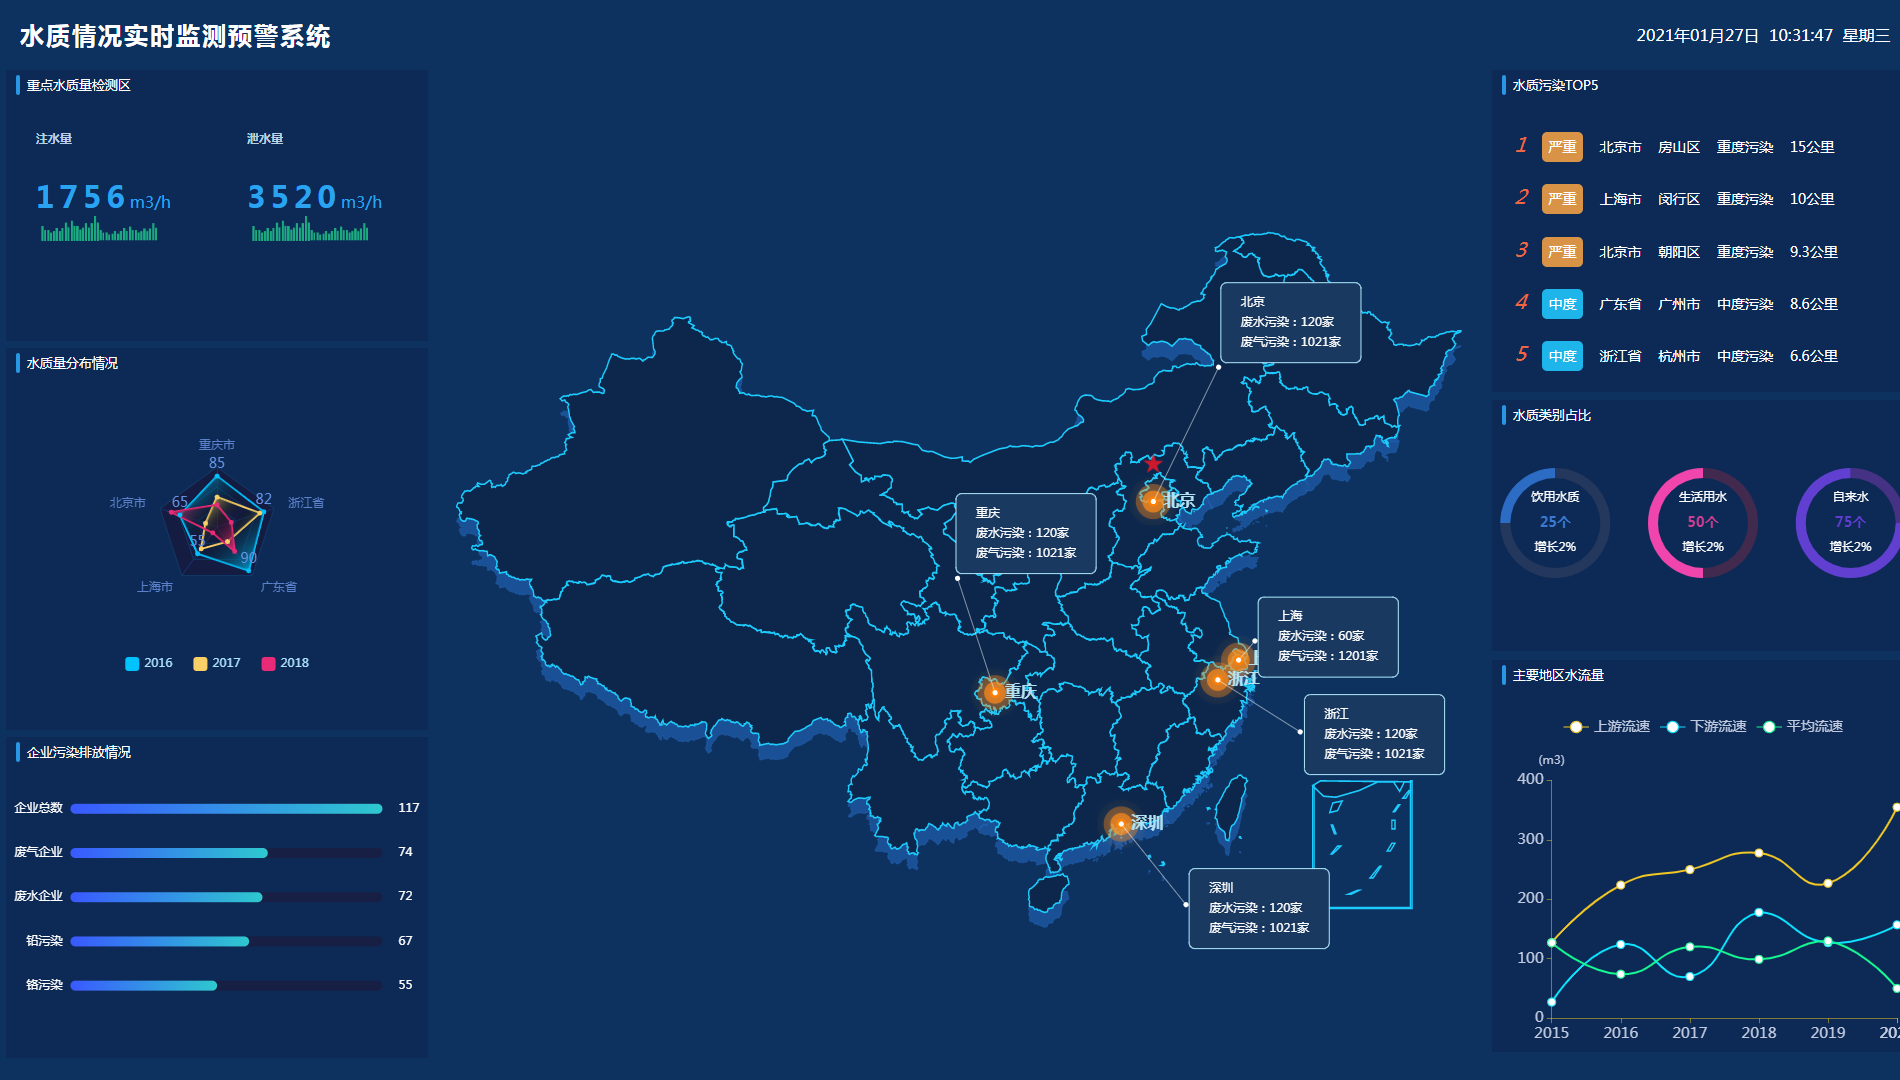 水质情况实时监测预警系统
2021年01月27日 10:31:47 星期三
重点水质量检测区
注水量
泄水量
1756 m3/h
3520 m3/h
水质量分布情况
重庆市
85
北京市
65
82
浙江省
55
90
上海市
广东省
2016
2017
2018
企业污染排放情况
企业总数 117
废气企业 74
废水企业 72
铅污染 67
铬污染 55
北京
废水污染：120家
废气污染：1021家
北京
重庆
废水污染：120家
废气污染：1021家
重庆
上海
废水污染：60家
废气污染：1201家
浙江
浙江
废水污染：120家
废气污染：1021家
深圳
深圳
废水污染：120家
废气污染：1021家
水质污染TOP5
1 严重 北京市 房山区 重度污染 15公里
2 严重 上海市 闵行区 重度污染 10公里
3 严重 北京市 朝阳区 重度污染 9.3公里
4 中度 广东省 广州市 中度污染 8.6公里
5 中度 浙江省 杭州市 中度污染 6.6公里
水质类别占比
饮用水质
25个
增长2%
生活用水
50个
增长2%
自来水
75个
增长2%
主要地区水流量
上游流速
下游流速
平均流速
(m3)
400
300
200
100
0
2015 2016 2017 2018 2019